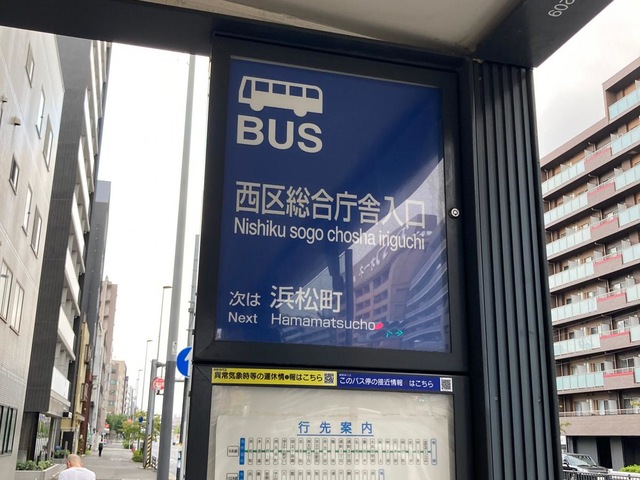 BUS
西区総合庁舎入口
Nishiku sogo chosha iriguchi
次は 浜松町
Next Hamamatsucho
異常気象時等の運休情報はこちら
このバス停の接近情報 はこちら
行先案内